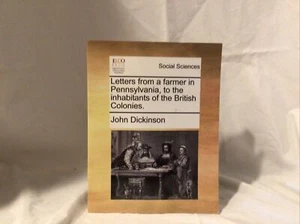 Social Sciences
Letters from a farmer in
Pennsylvania, to the
inhabitants of the British
Colonies.
John Dickinson